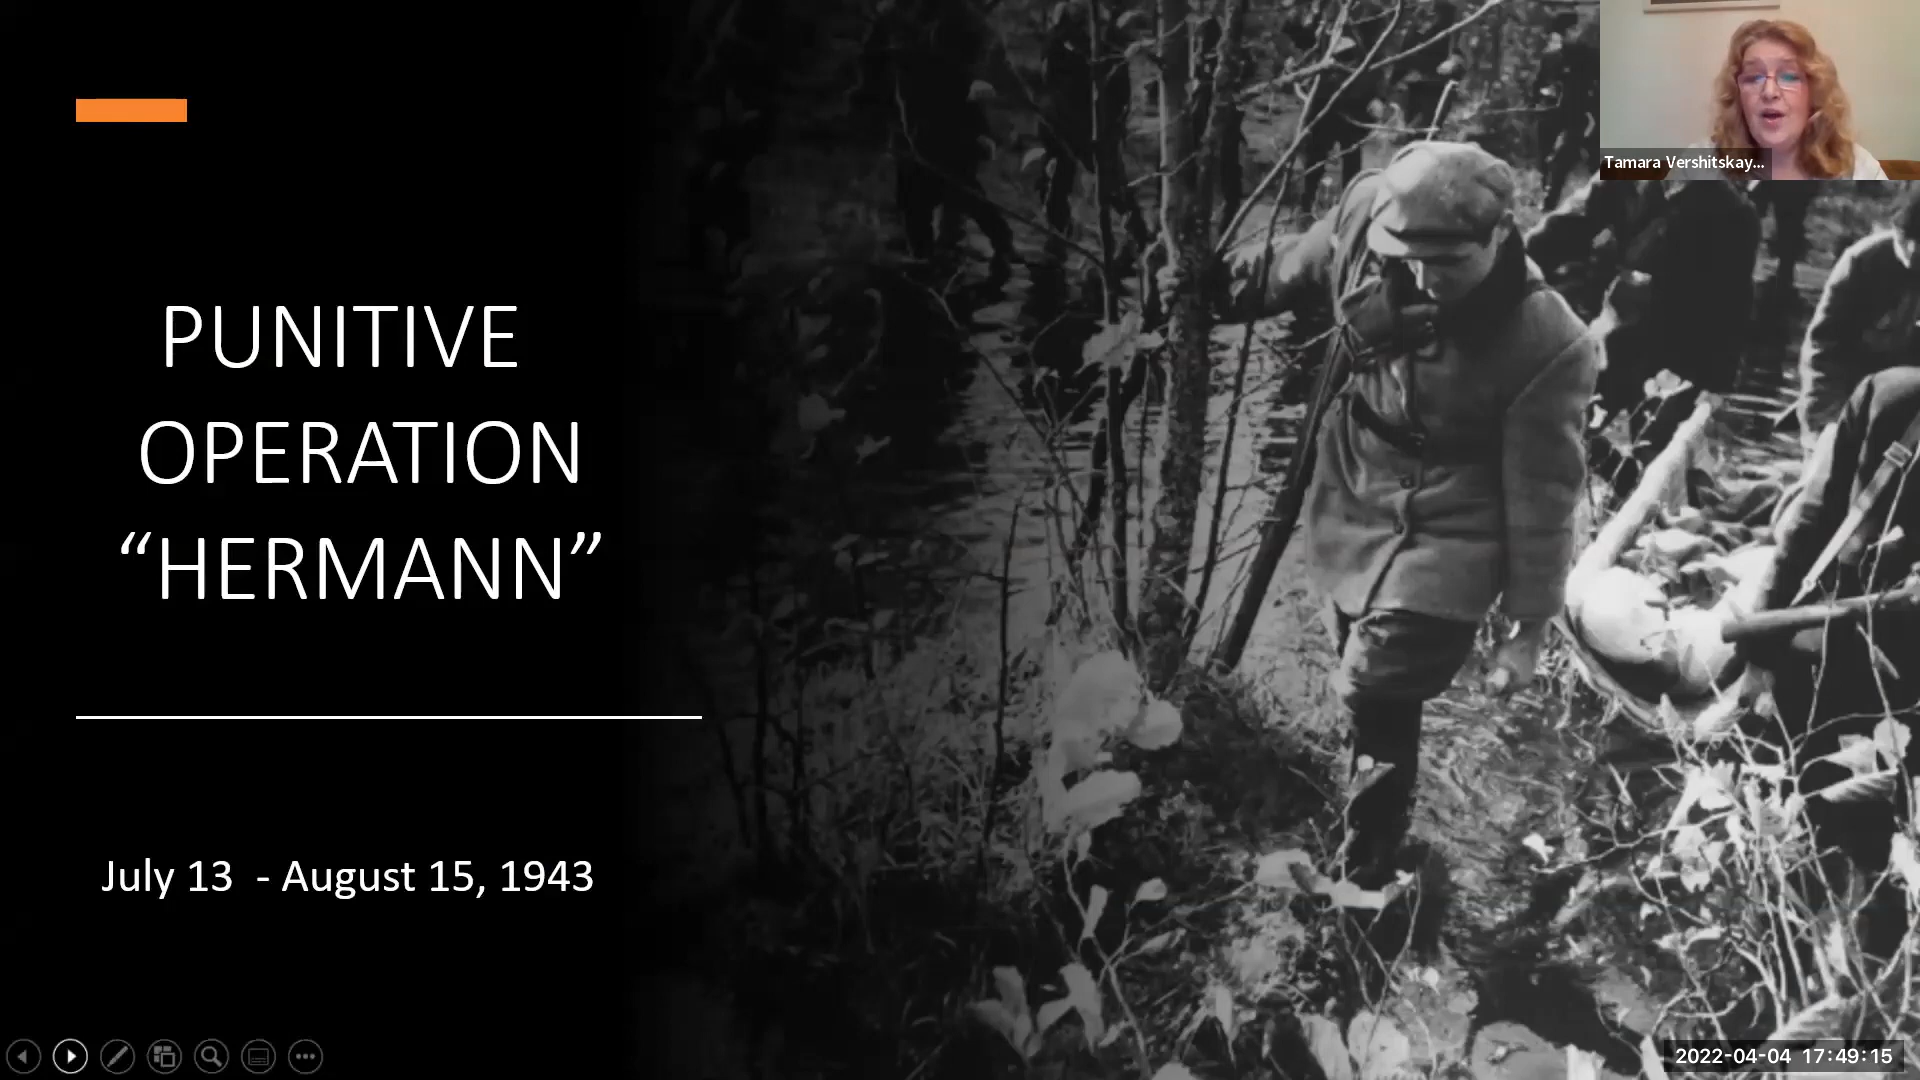 PUNITIVE
OPERATION
“HERMANN”
July 13  - August 15, 1943
Tamara Vershitskay...
2022-04-04 17:49:15